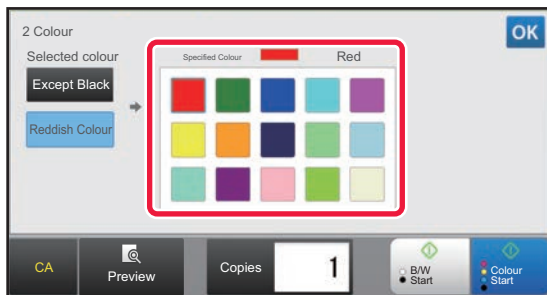 2 Colour
OK
Selected colour
Specified Colour
Red
Except Black
Reddish Colour
CA
Preview
Copies
1
B/W
Start
Colour
Start